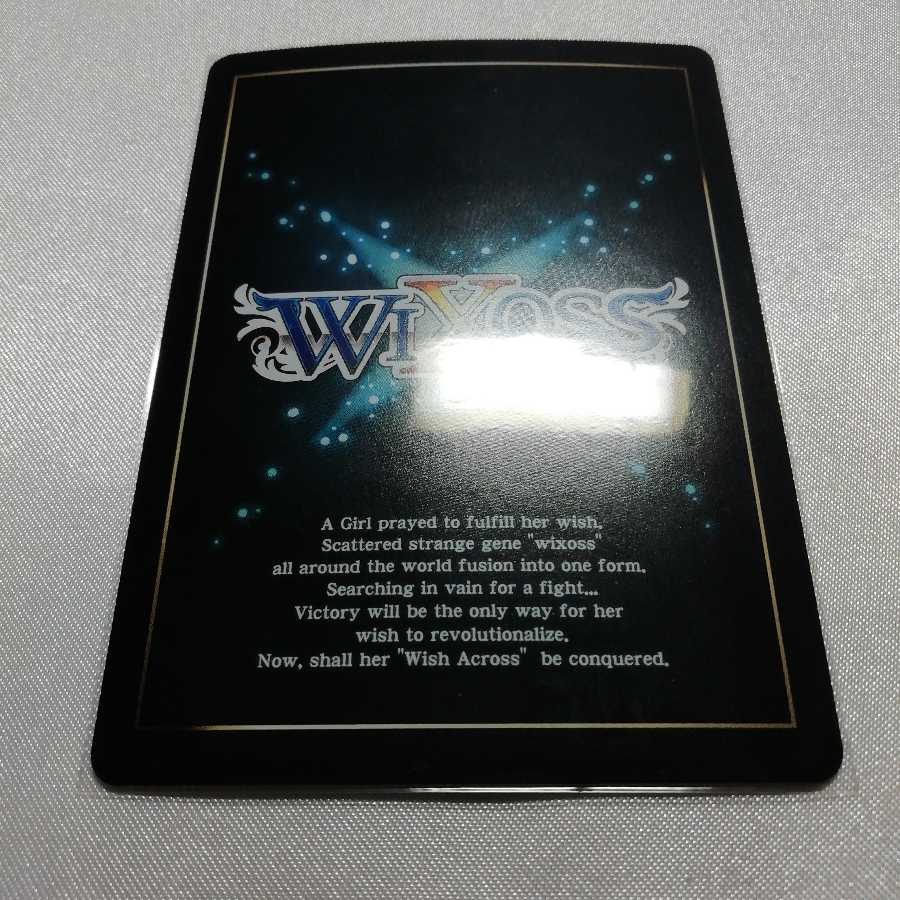 WIXOSS
A Girl prayed to fulfill her wish.
Scattered strange gene "wixoss"
all around the world fusion into one form.
Searching in vain for a fight...
Victory will be the only way for her
wish to revolutionalize.
Now, shall her "Wish Across" be conquered.